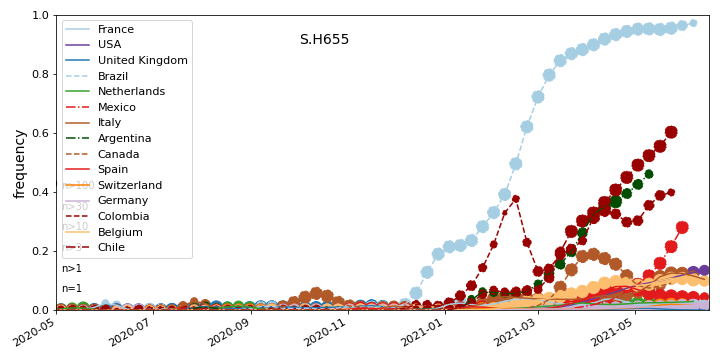 S.H655
1.0
0.8
0.6
0.4
0.2
0.0
frequency
France
USA
United Kingdom
Brazil
Netherlands
Mexico
Italy
Argentina
Canada
Spain
Switzerland
Germany
Colombia
Belgium
Chile
n>100
n>30
n>10
n>1
n=1
2020-05
2020-07
2020-09
2020-11
2021-01
2021-03
2021-05